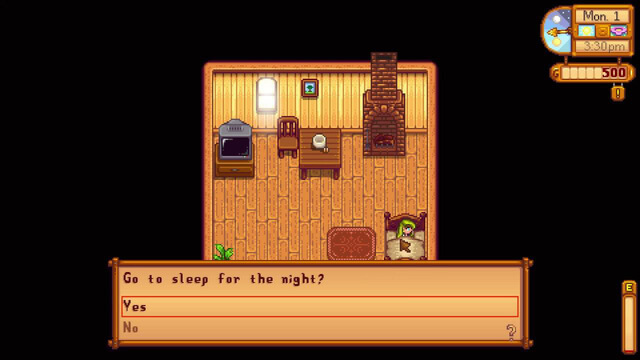 Mon. 1
3:30pm
G 500
!
Go to sleep for the night?
Yes
No
?
E